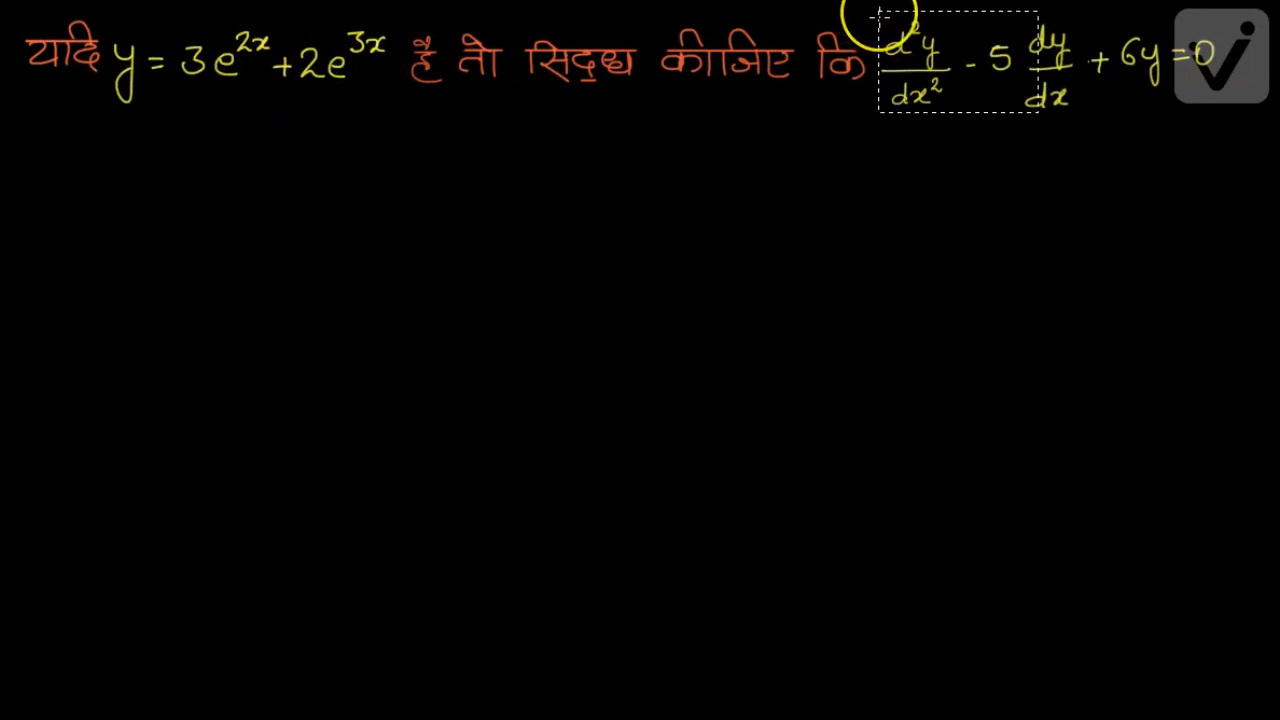 यदि y = 3e^{2x} + 2e^{3x} है तो सिद्ध कीजिए कि d²y/dx² - 5 dy/dx + 6y = 0